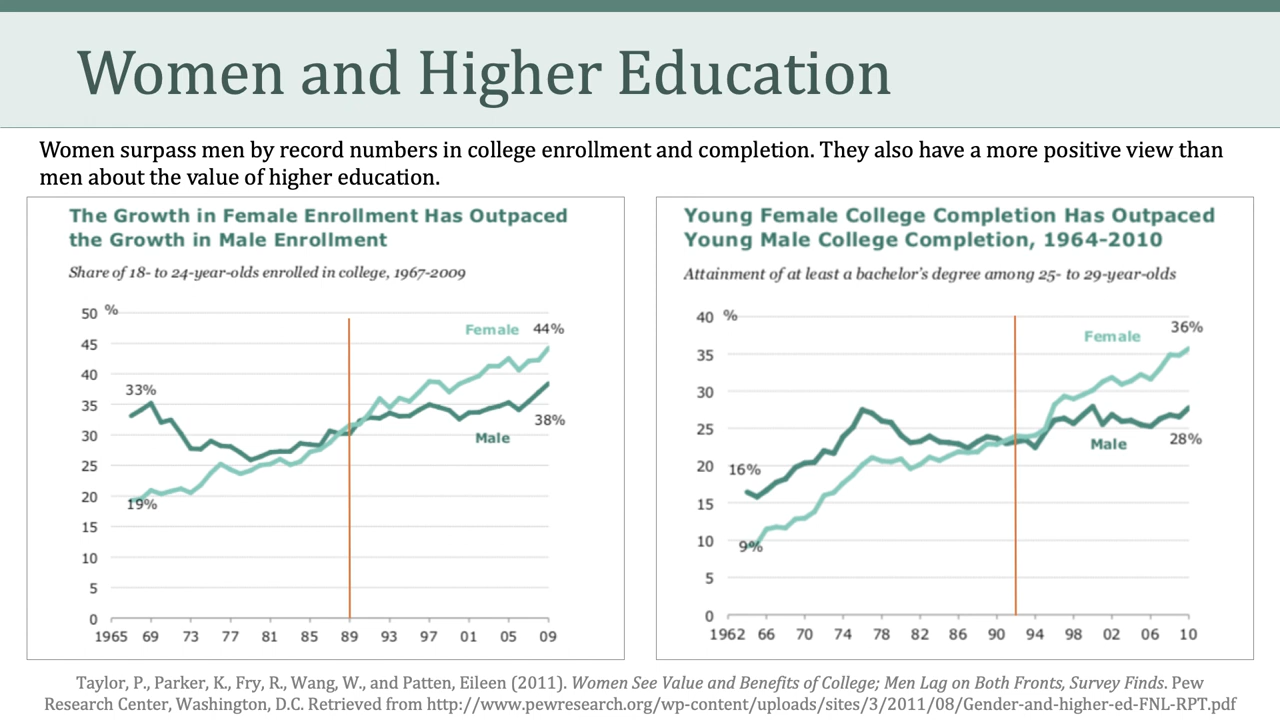 Women and Higher Education
Women surpass men by record numbers in college enrollment and completion. They also have a more positive view than
men about the value of higher education.
The Growth in Female Enrollment Has Outpaced
the Growth in Male Enrollment
Share of 18- to 24-year-olds enrolled in college, 1967-2009
50 %
45
40
35
30
25
20
15
10
5
0
Female 44%
33%
38%
Male
19%
1965 69 73 77 81 85 89 93 97 01 05 09
Young Female College Completion Has Outpaced
Young Male College Completion, 1964-2010
Attainment of at least a bachelor's degree among 25- to 29-year-olds
40 %
35
30
25
20
15
10
5
0
36%
Female
Male 28%
16%
9%
1962 66 70 74 78 82 86 90 94 98 02 06 10
Taylor, P., Parker, K., Fry, R., Wang, W., and Patten, Eileen (2011). Women See Value and Benefits of College; Men Lag on Both Fronts, Survey Finds. Pew
Research Center, Washington, D.C. Retrieved from http://www.pewresearch.org/wp-content/uploads/sites/3/2011/08/Gender-and-higher-ed-FNL-RPT.pdf